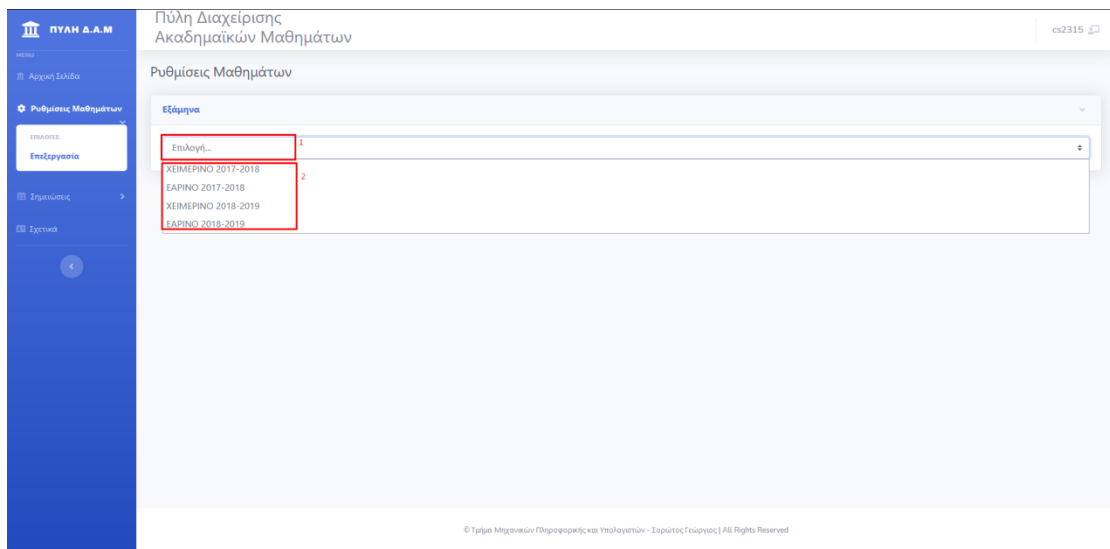 ΠΥΛΗ Δ.Α.Μ
Πύλη Διαχείρισης
Ακαδημαϊκών Μαθημάτων
cs2315
MENU
Αρχική Σελίδα
Ρυθμίσεις Μαθημάτων
ΕΠΙΛΟΓΕΣ
Επεξεργασία
Σημειώσεις
Σχετικά
Ρυθμίσεις Μαθημάτων
Εξάμηνα
Επιλογή...
1
ΧΕΙΜΕΡΙΝΟ 2017-2018
2
ΕΑΡΙΝΟ 2017-2018
ΧΕΙΜΕΡΙΝΟ 2018-2019
ΕΑΡΙΝΟ 2018-2019
© Τμήμα Μηχανικών Πληροφορικής και Υπολογιστών - Σορώτος Γεώργιος | All Rights Reserved